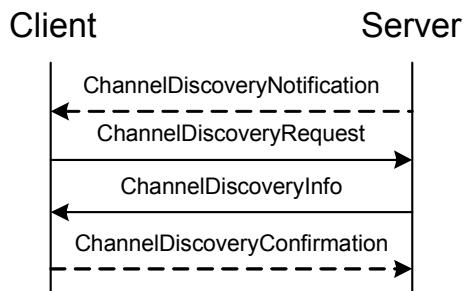 Client Server
ChannelDiscoveryNotification
ChannelDiscoveryRequest
ChannelDiscoveryInfo
ChannelDiscoveryConfirmation